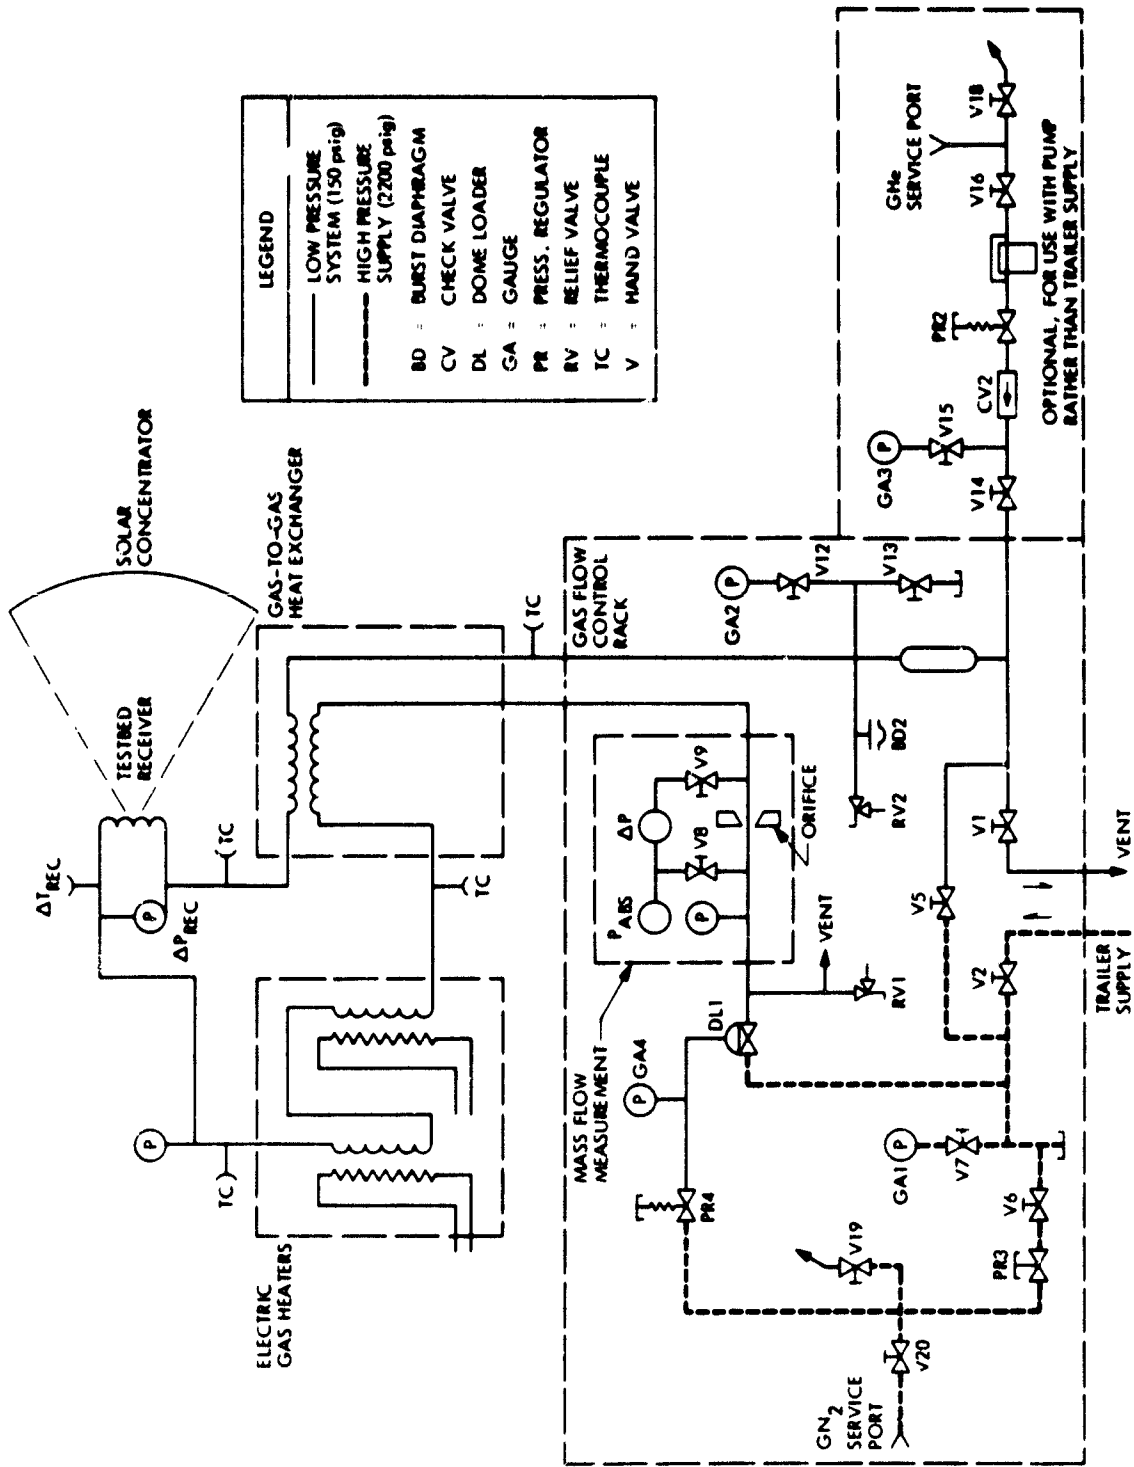 SOLAR
CONCENTRATOR
TESTBED
RECEIVER
ΔT REC
P
ΔP REC
TC
GAS-TO-GAS
HEAT EXCHANGER
TC
TC
P
TC
ELECTRIC
GAS HEATERS
LEGEND
LOW PRESSURE
SYSTEM (150 psig)
HIGH PRESSURE
SUPPLY (2200 psig)
BD = BURST DIAPHRAGM
CV = CHECK VALVE
DL = DOME LOADER
GA = GAUGE
PR = PRESS. REGULATOR
RV = RELIEF VALVE
TC = THERMOCOUPLE
V = HAND VALVE
GAS FLOW
CONTROL
RACK
MASS FLOW
MEASUREMENT
P ABS
ΔP
P
V8
V9
ORIFICE
P
GA2
V12
V13
BD2
RV2
VENT
RV1
DL1
P
GA4
PR4
V19
GN2
SERVICE
PORT
V20
P
GA1
V7
V6
PR3
V5
V2
V1
TRAILER
SUPPLY
VENT
P
GA3
V15
V14
CV2
PR2
V16
GHe
SERVICE PORT
V18
OPTIONAL, FOR USE WITH PUMP
RATHER THAN TRAILER SUPPLY